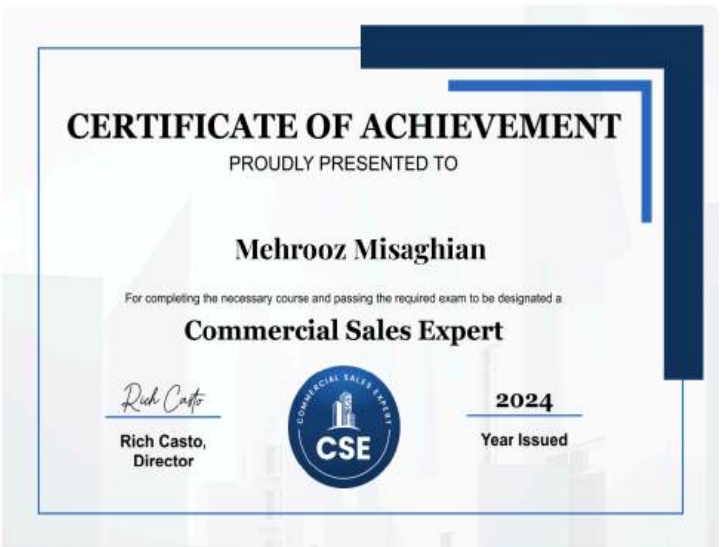 CERTIFICATE OF ACHIEVEMENT
PROUDLY PRESENTED TO
Mehrooz Misaghian
For completing the necessary course and passing the required exam to be designated a
Commercial Sales Expert
Rich Casto
Rich Casto,
Director
COMMERCIAL SALES EXPERT
CSE
2024
Year Issued